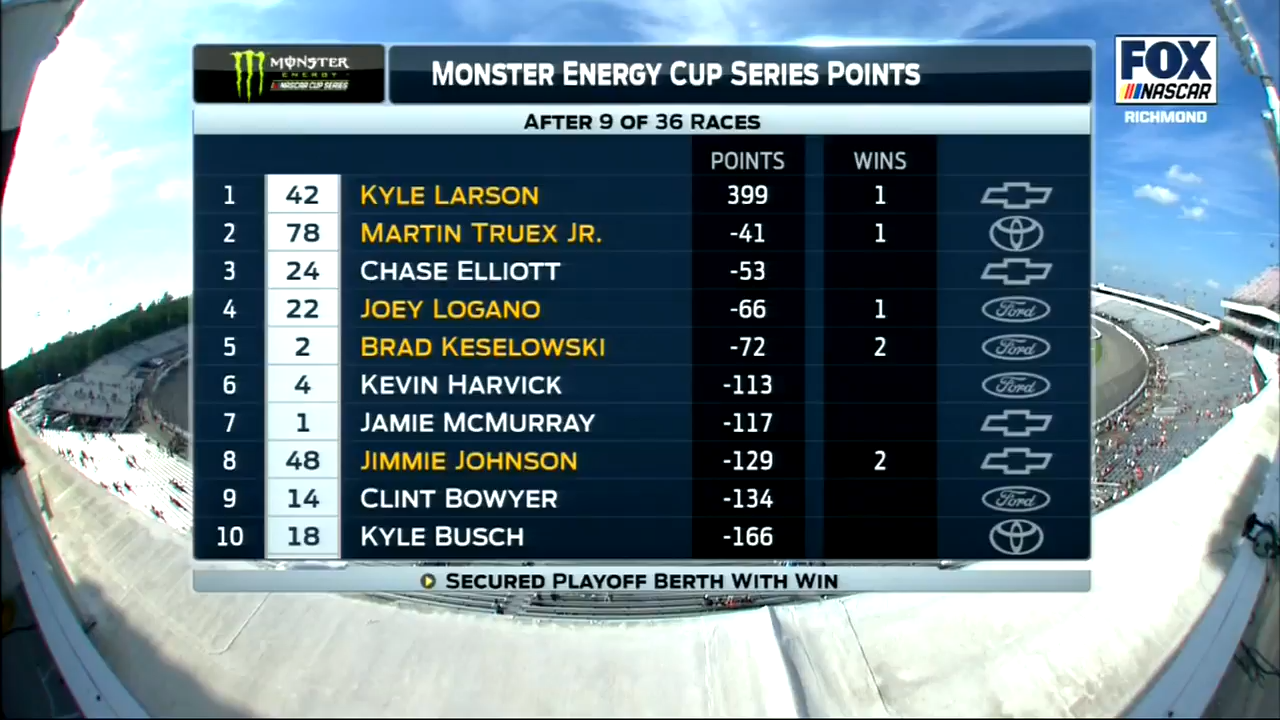 MONSTER
ENERGY
NASCAR CUP SERIES
MONSTER ENERGY CUP SERIES POINTS
FOX
NASCAR
RICHMOND
AFTER 9 OF 36 RACES
POINTS WINS
1 42 KYLE LARSON 399 1
2 78 MARTIN TRUEX JR. -41 1
3 24 CHASE ELLIOTT -53
4 22 JOEY LOGANO -66 1 Ford
5 2 BRAD KESELOWSKI -72 2 Ford
6 4 KEVIN HARVICK -113 Ford
7 1 JAMIE MCMURRAY -117
8 48 JIMMIE JOHNSON -129 2
9 14 CLINT BOWYER -134 Ford
10 18 KYLE BUSCH -166
SECURED PLAYOFF BERTH WITH WIN